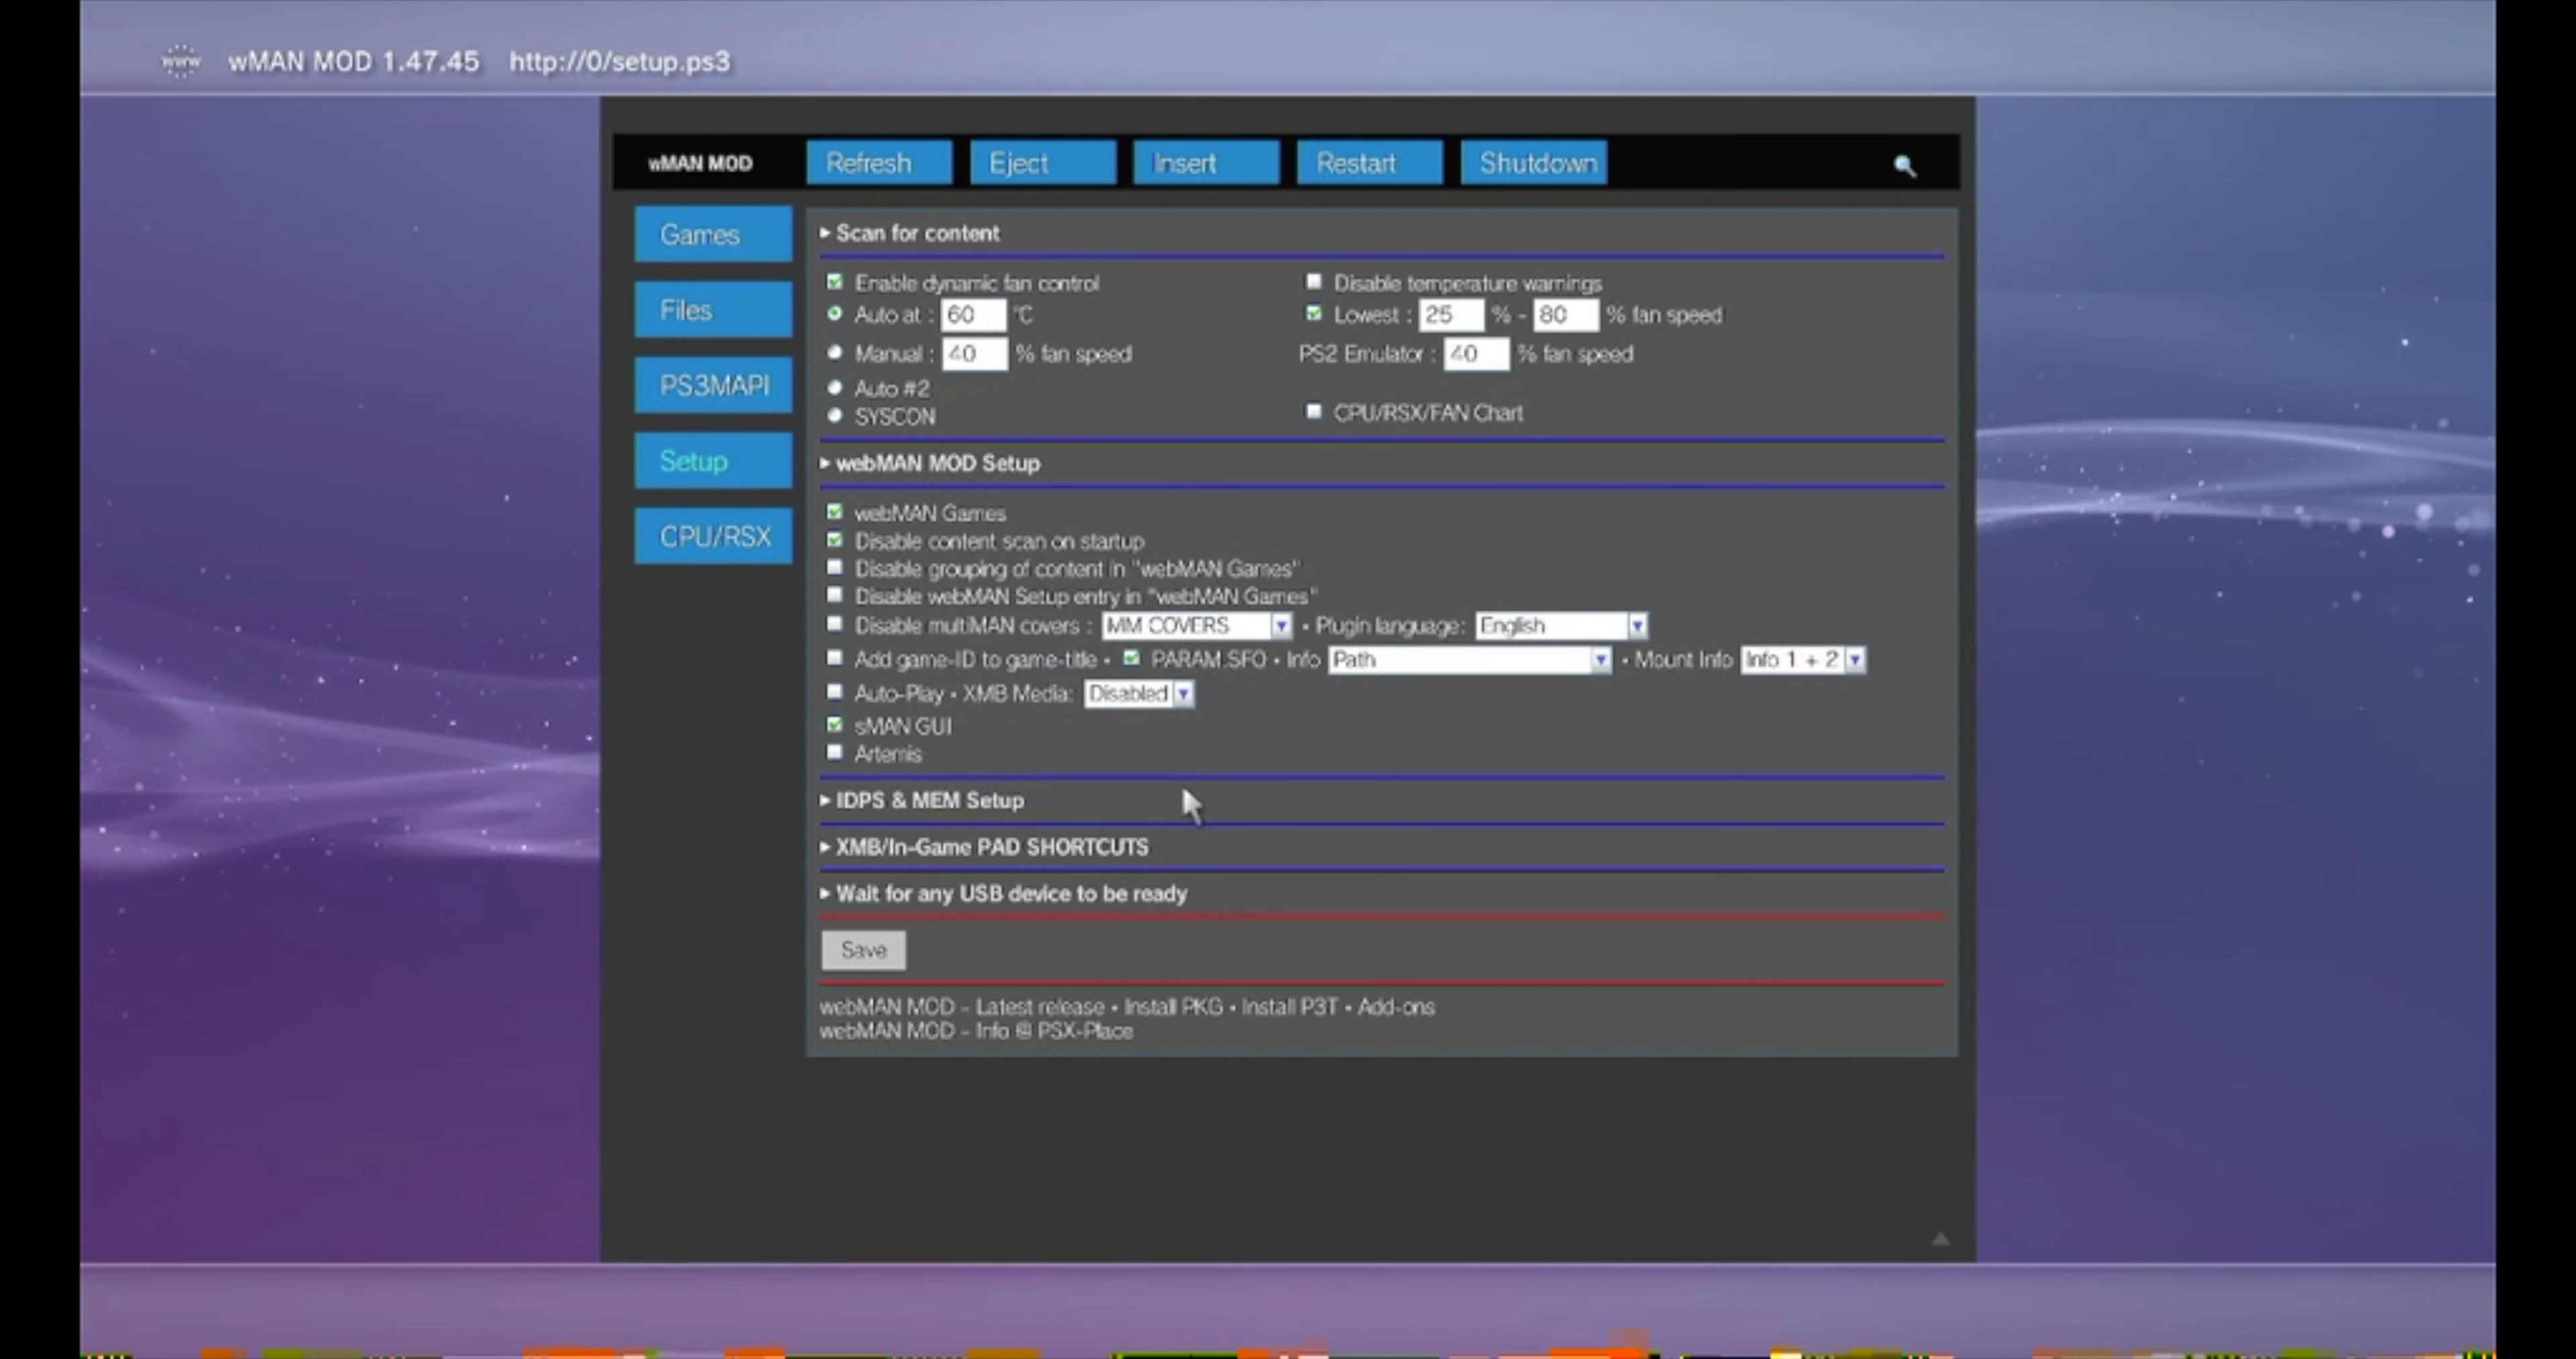 wMAN MOD 1.47.45 http://0/setup.ps3
wMAN MOD Refresh Eject Insert Restart Shutdown
Games
Files
PS3MAPI
Setup
CPU/RSX
▸ Scan for content
Enable dynamic fan control Disable temperature warnings
Auto at : 60 °C Lowest : 25 % - 80 % fan speed
Manual : 40 % fan speed PS2 Emulator : 40 % fan speed
Auto #2
SYSCON CPU/RSX/FAN Chart
▸ webMAN MOD Setup
webMAN Games
Disable content scan on startup
Disable grouping of content in "webMAN Games"
Disable webMAN Setup entry in "webMAN Games"
Disable multiMAN covers : MM COVERS • Plugin language: English
Add game-ID to game-title • PARAM.SFO • Info Path • Mount Info Info 1 + 2
Auto-Play • XMB Media: Disabled
sMAN GUI
Artemis
▸ IDPS & MEM Setup
▸ XMB/In-Game PAD SHORTCUTS
▸ Wait for any USB device to be ready
Save
webMAN MOD - Latest release • Install PKG • Install P3T • Add-ons
webMAN MOD - Info @ PSX-Place